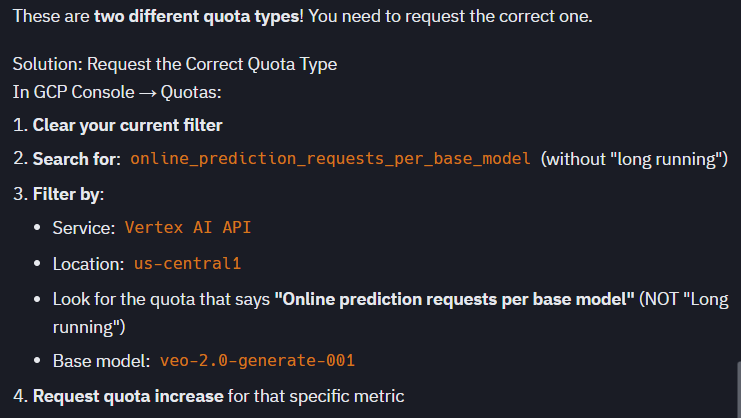 These are two different quota types! You need to request the correct one.
Solution: Request the Correct Quota Type
In GCP Console → Quotas:
1. Clear your current filter
2. Search for: online_prediction_requests_per_base_model (without "long running")
3. Filter by:
• Service: Vertex AI API
• Location: us-central1
• Look for the quota that says "Online prediction requests per base model" (NOT "Long
running")
• Base model: veo-2.0-generate-001
4. Request quota increase for that specific metric